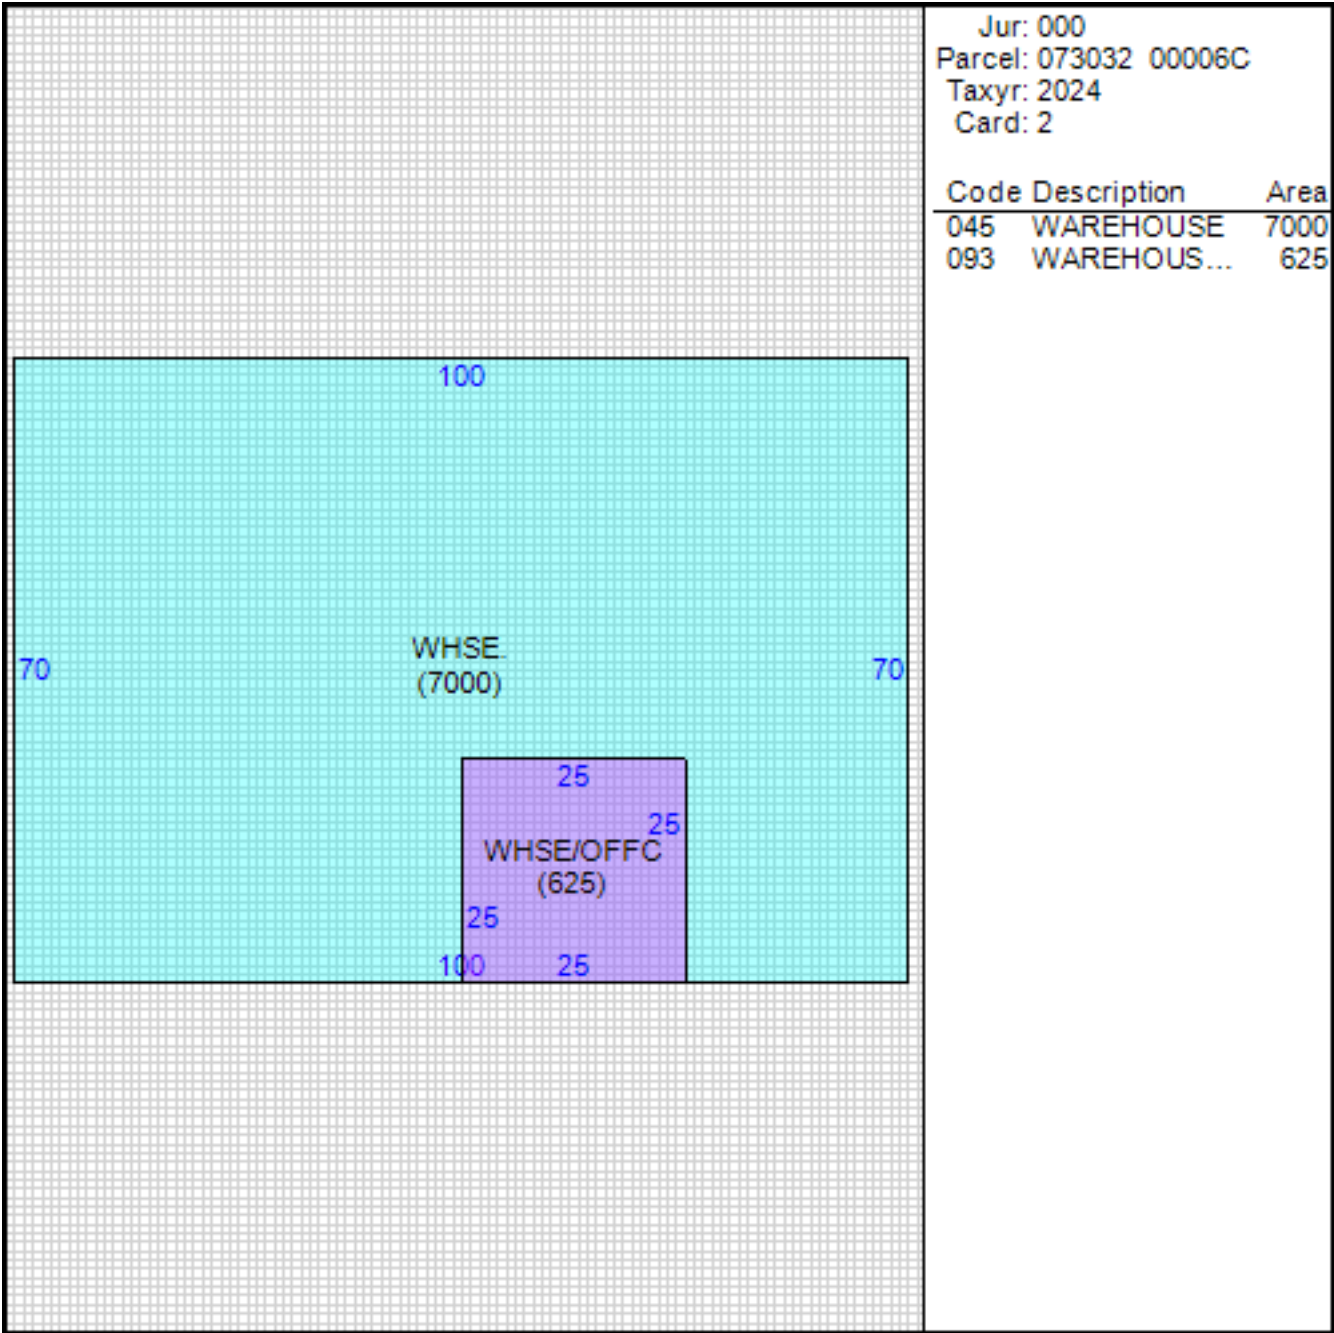 Jur: 000
Parcel: 073032 00006C
Taxyr: 2024
Card: 2
Code Description Area
045 WAREHOUSE 7000
093 WAREHOUS... 625
100
WHSE.
(7000)
70 70
25
25
WHSE/OFFC
(625)
25
100 25